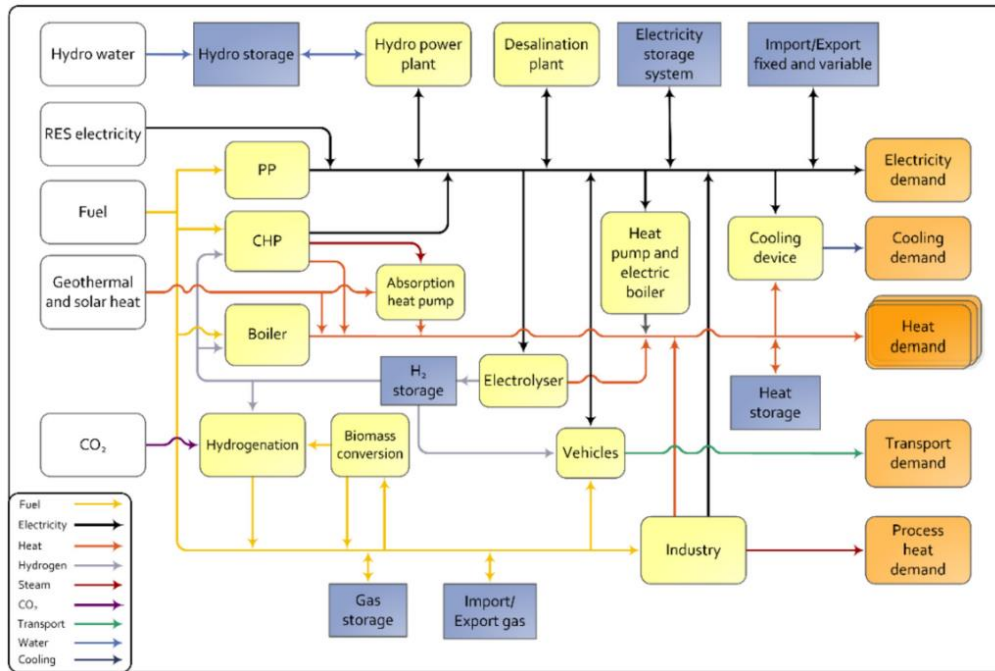 Hydro water
Hydro storage
Hydro power
plant
Desalination
plant
Electricity
storage
system
Import/Export
fixed and variable
RES electricity
PP
Electricity
demand
Fuel
CHP
Heat
pump and
electric
boiler
Cooling
device
Cooling
demand
Geothermal
and solar heat
Absorption
heat pump
Boiler
Heat
demand
H₂
storage
Electrolyser
Heat
storage
CO₂
Hydrogenation
Biomass
conversion
Vehicles
Transport
demand
Fuel
Electricity
Heat
Hydrogen
Steam
CO₂
Transport
Water
Cooling
Industry
Process
heat
demand
Gas
storage
Import/
Export gas